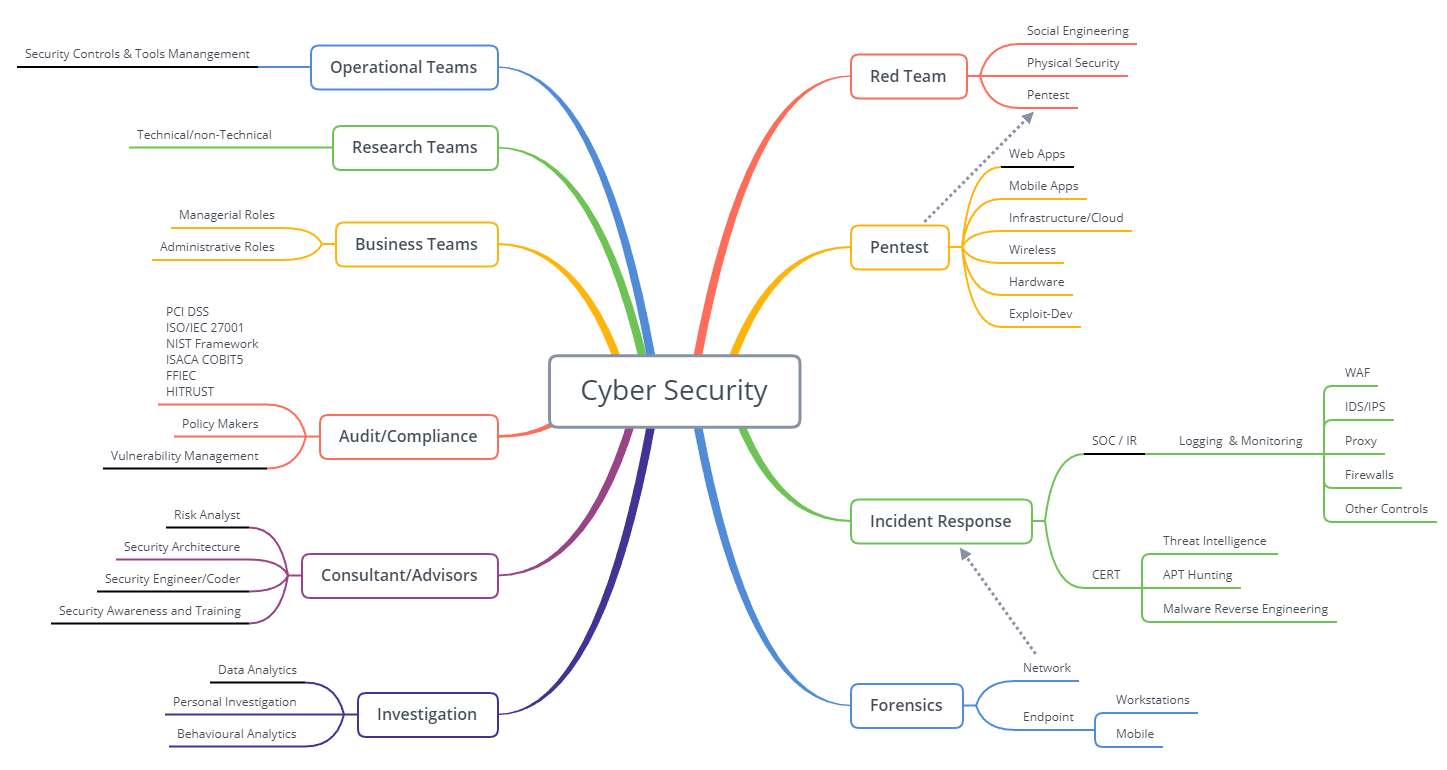 Cyber Security
Operational Teams
Security Controls & Tools Manangement
Research Teams
Technical/non-Technical
Business Teams
Managerial Roles
Administrative Roles
Audit/Compliance
PCI DSS
ISO/IEC 27001
NIST Framework
ISACA COBIT5
FFIEC
HITRUST
Policy Makers
Vulnerability Management
Consultant/Advisors
Risk Analyst
Security Architecture
Security Engineer/Coder
Security Awareness and Training
Investigation
Data Analytics
Personal Investigation
Behavioural Analytics
Red Team
Social Engineering
Physical Security
Pentest
Pentest
Web Apps
Mobile Apps
Infrastructure/Cloud
Wireless
Hardware
Exploit-Dev
Incident Response
SOC / IR
Logging & Monitoring
WAF
IDS/IPS
Proxy
Firewalls
Other Controls
CERT
Threat Intelligence
APT Hunting
Malware Reverse Engineering
Forensics
Network
Endpoint
Workstations
Mobile